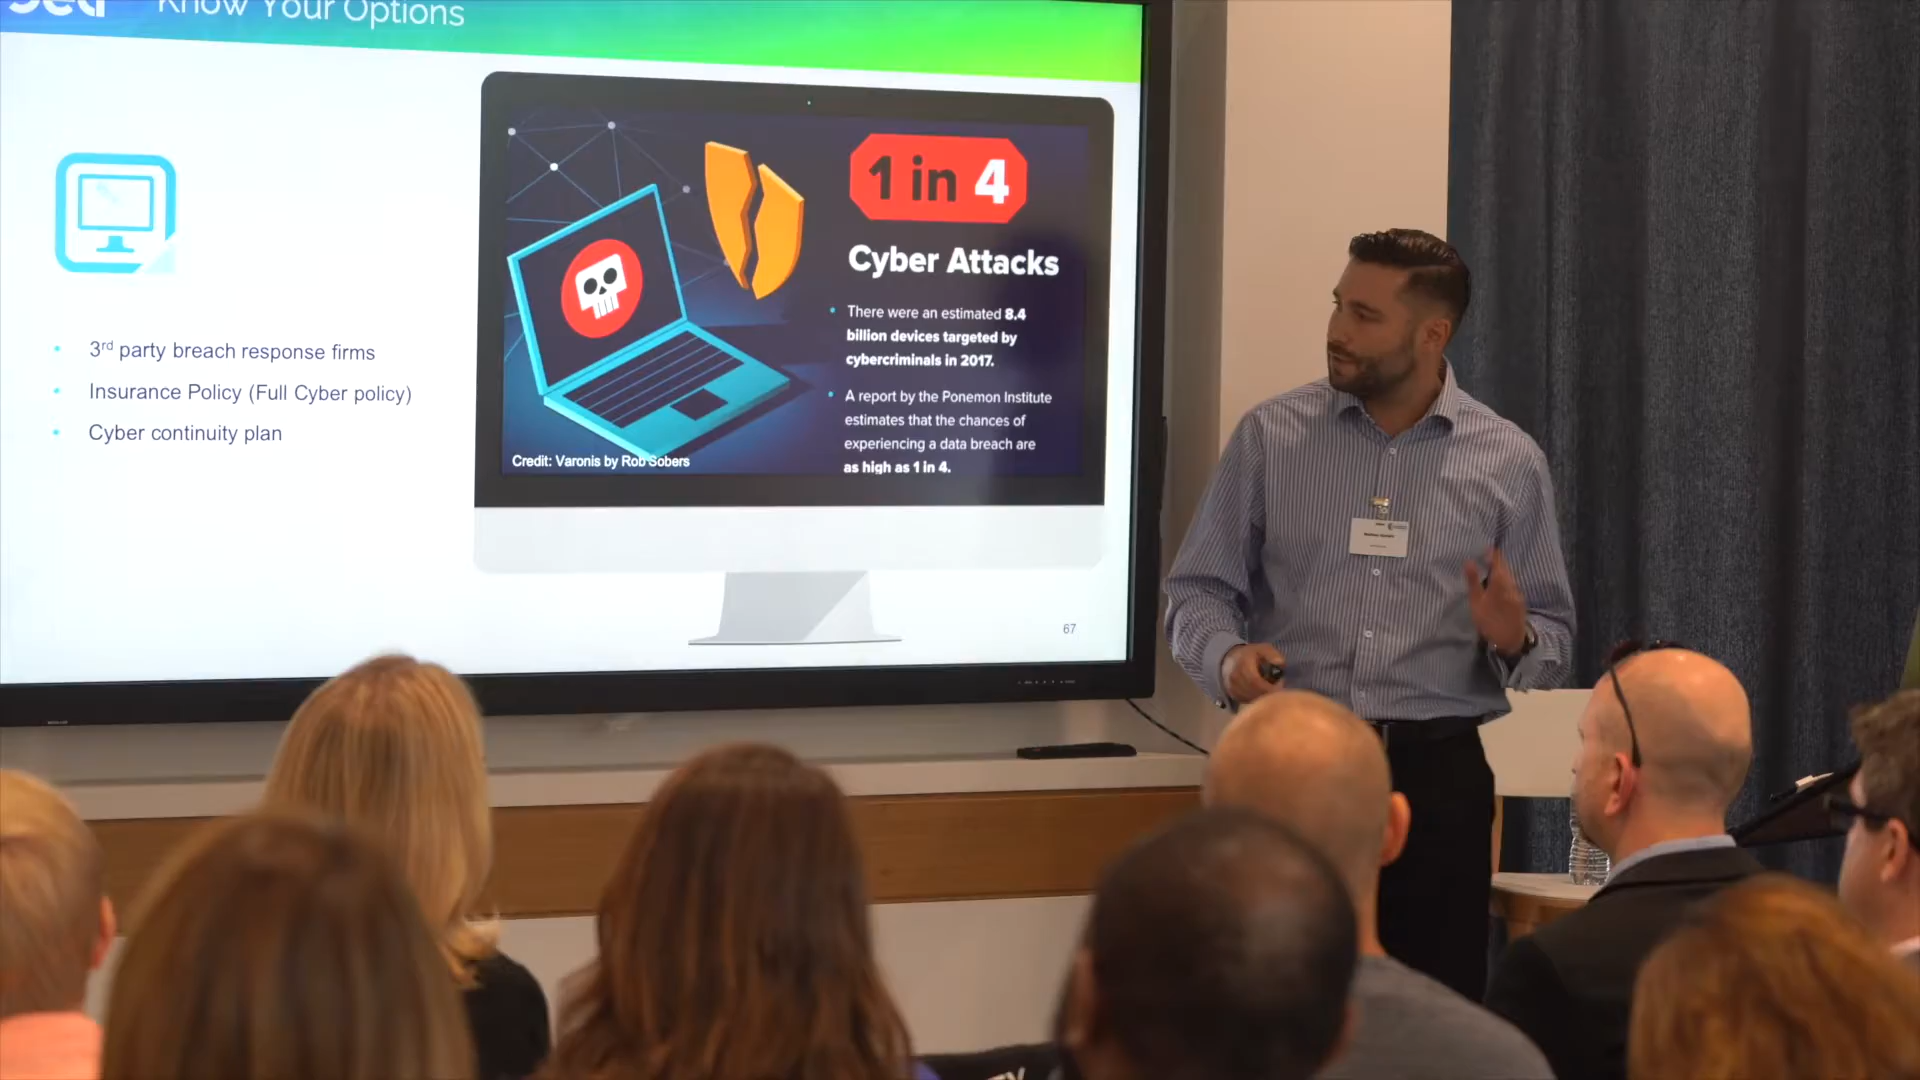 Know Your Options
1 in 4
Cyber Attacks
• There were an estimated 8.4
billion devices targeted by
cybercriminals in 2017.
• A report by the Ponemon Institute
estimates that the chances of
experiencing a data breach are
as high as 1 in 4.
Credit: Varonis by Rob Sobers
• 3rd party breach response firms
• Insurance Policy (Full Cyber policy)
• Cyber continuity plan
67